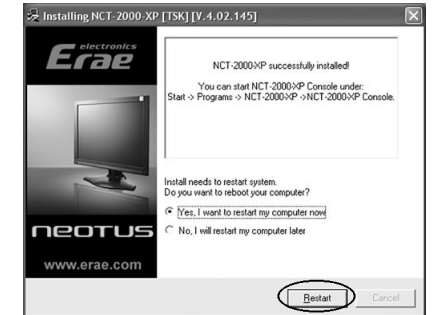 Installing NCT-2000-XP [TSK] [V.4.02.145]
electronics
Erae
NCT-2000-XP successfully installed!
You can start NCT-2000-XP Console under:
Start -> Programs -> NCT-2000-XP ->NCT-2000-XP Console.
Install needs to restart system.
Do you want to reboot your computer?
Yes, I want to restart my computer now
No, I will restart my computer later
neotus
www.erae.com
Restart
Cancel